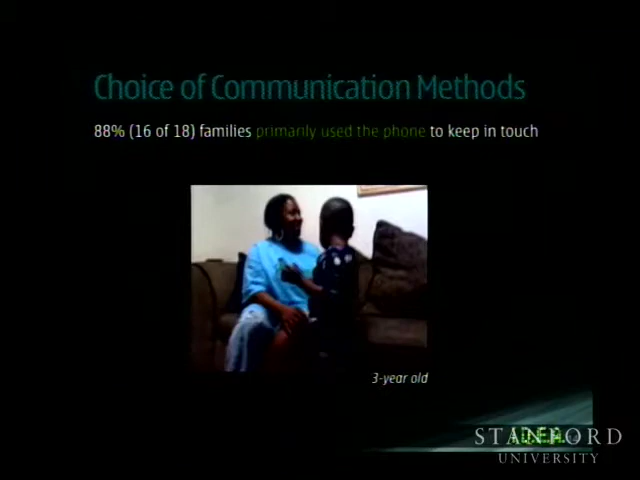 Choice of Communication Methods
88% (16 of 18) families primarily used the phone to keep in touch
3-year old
STANFORD
UNIVERSITY